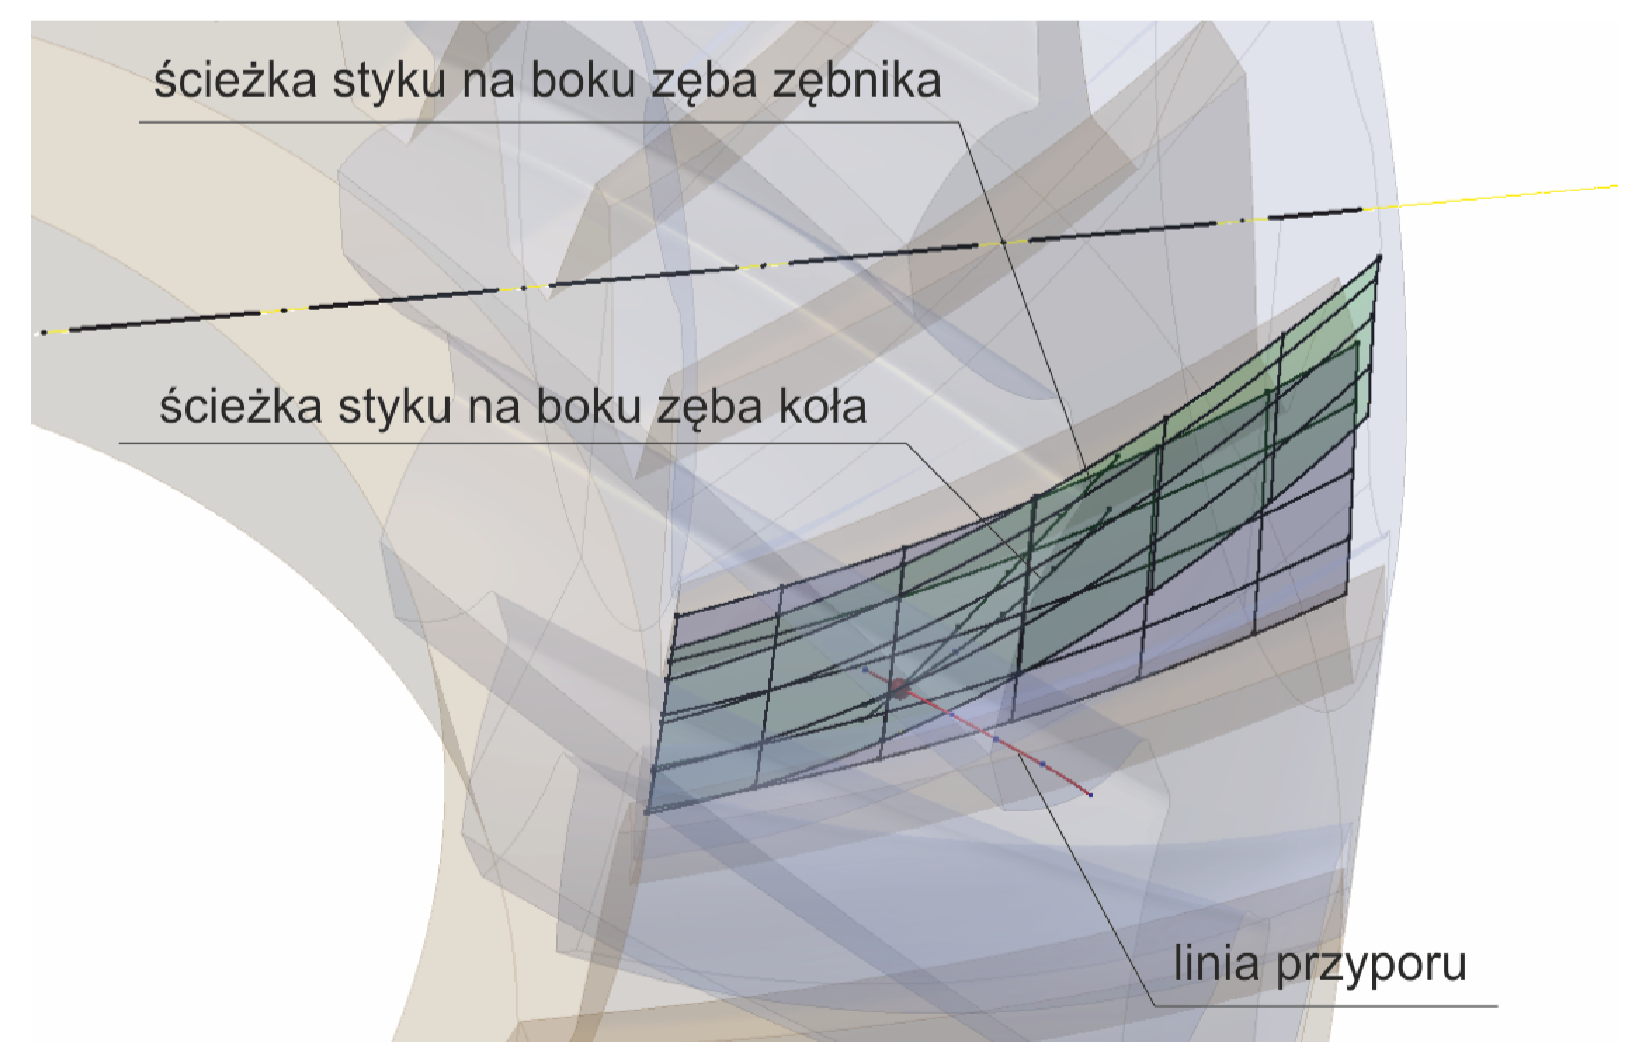 ścieżka styku na boku zęba zębnika
ścieżka styku na boku zęba koła
linia przyporu